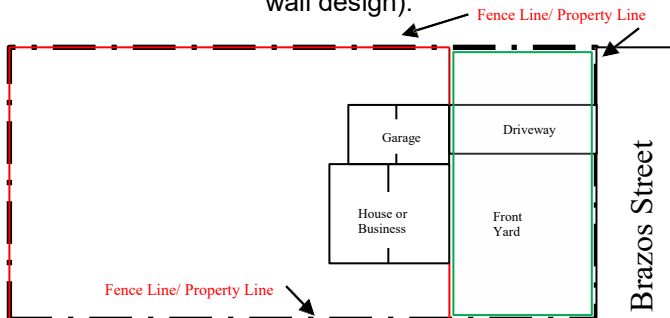 wall design).
Fence Line/ Property Line
Garage
Driveway
House or
Business
Front
Yard
Brazos Street
Fence Line/ Property Line